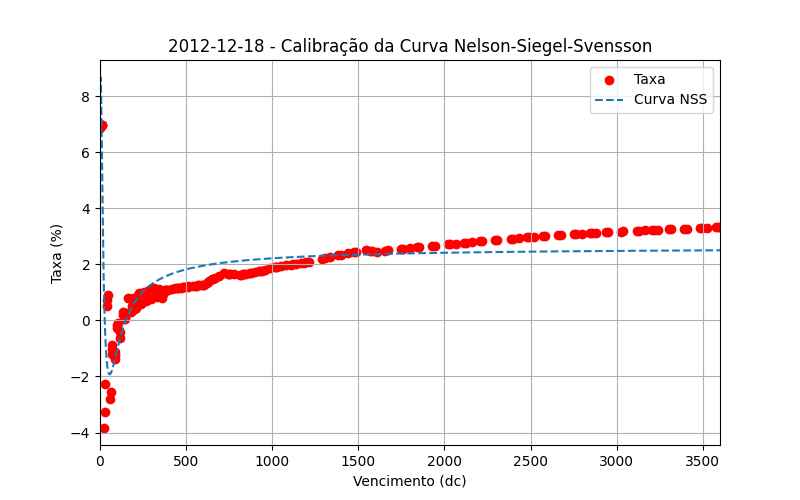 2012-12-18 - Calibração da Curva Nelson-Siegel-Svensson
Taxa
Curva NSS
Taxa (%)
8
6
4
2
0
−2
−4
0 500 1000 1500 2000 2500 3000 3500
Vencimento (dc)